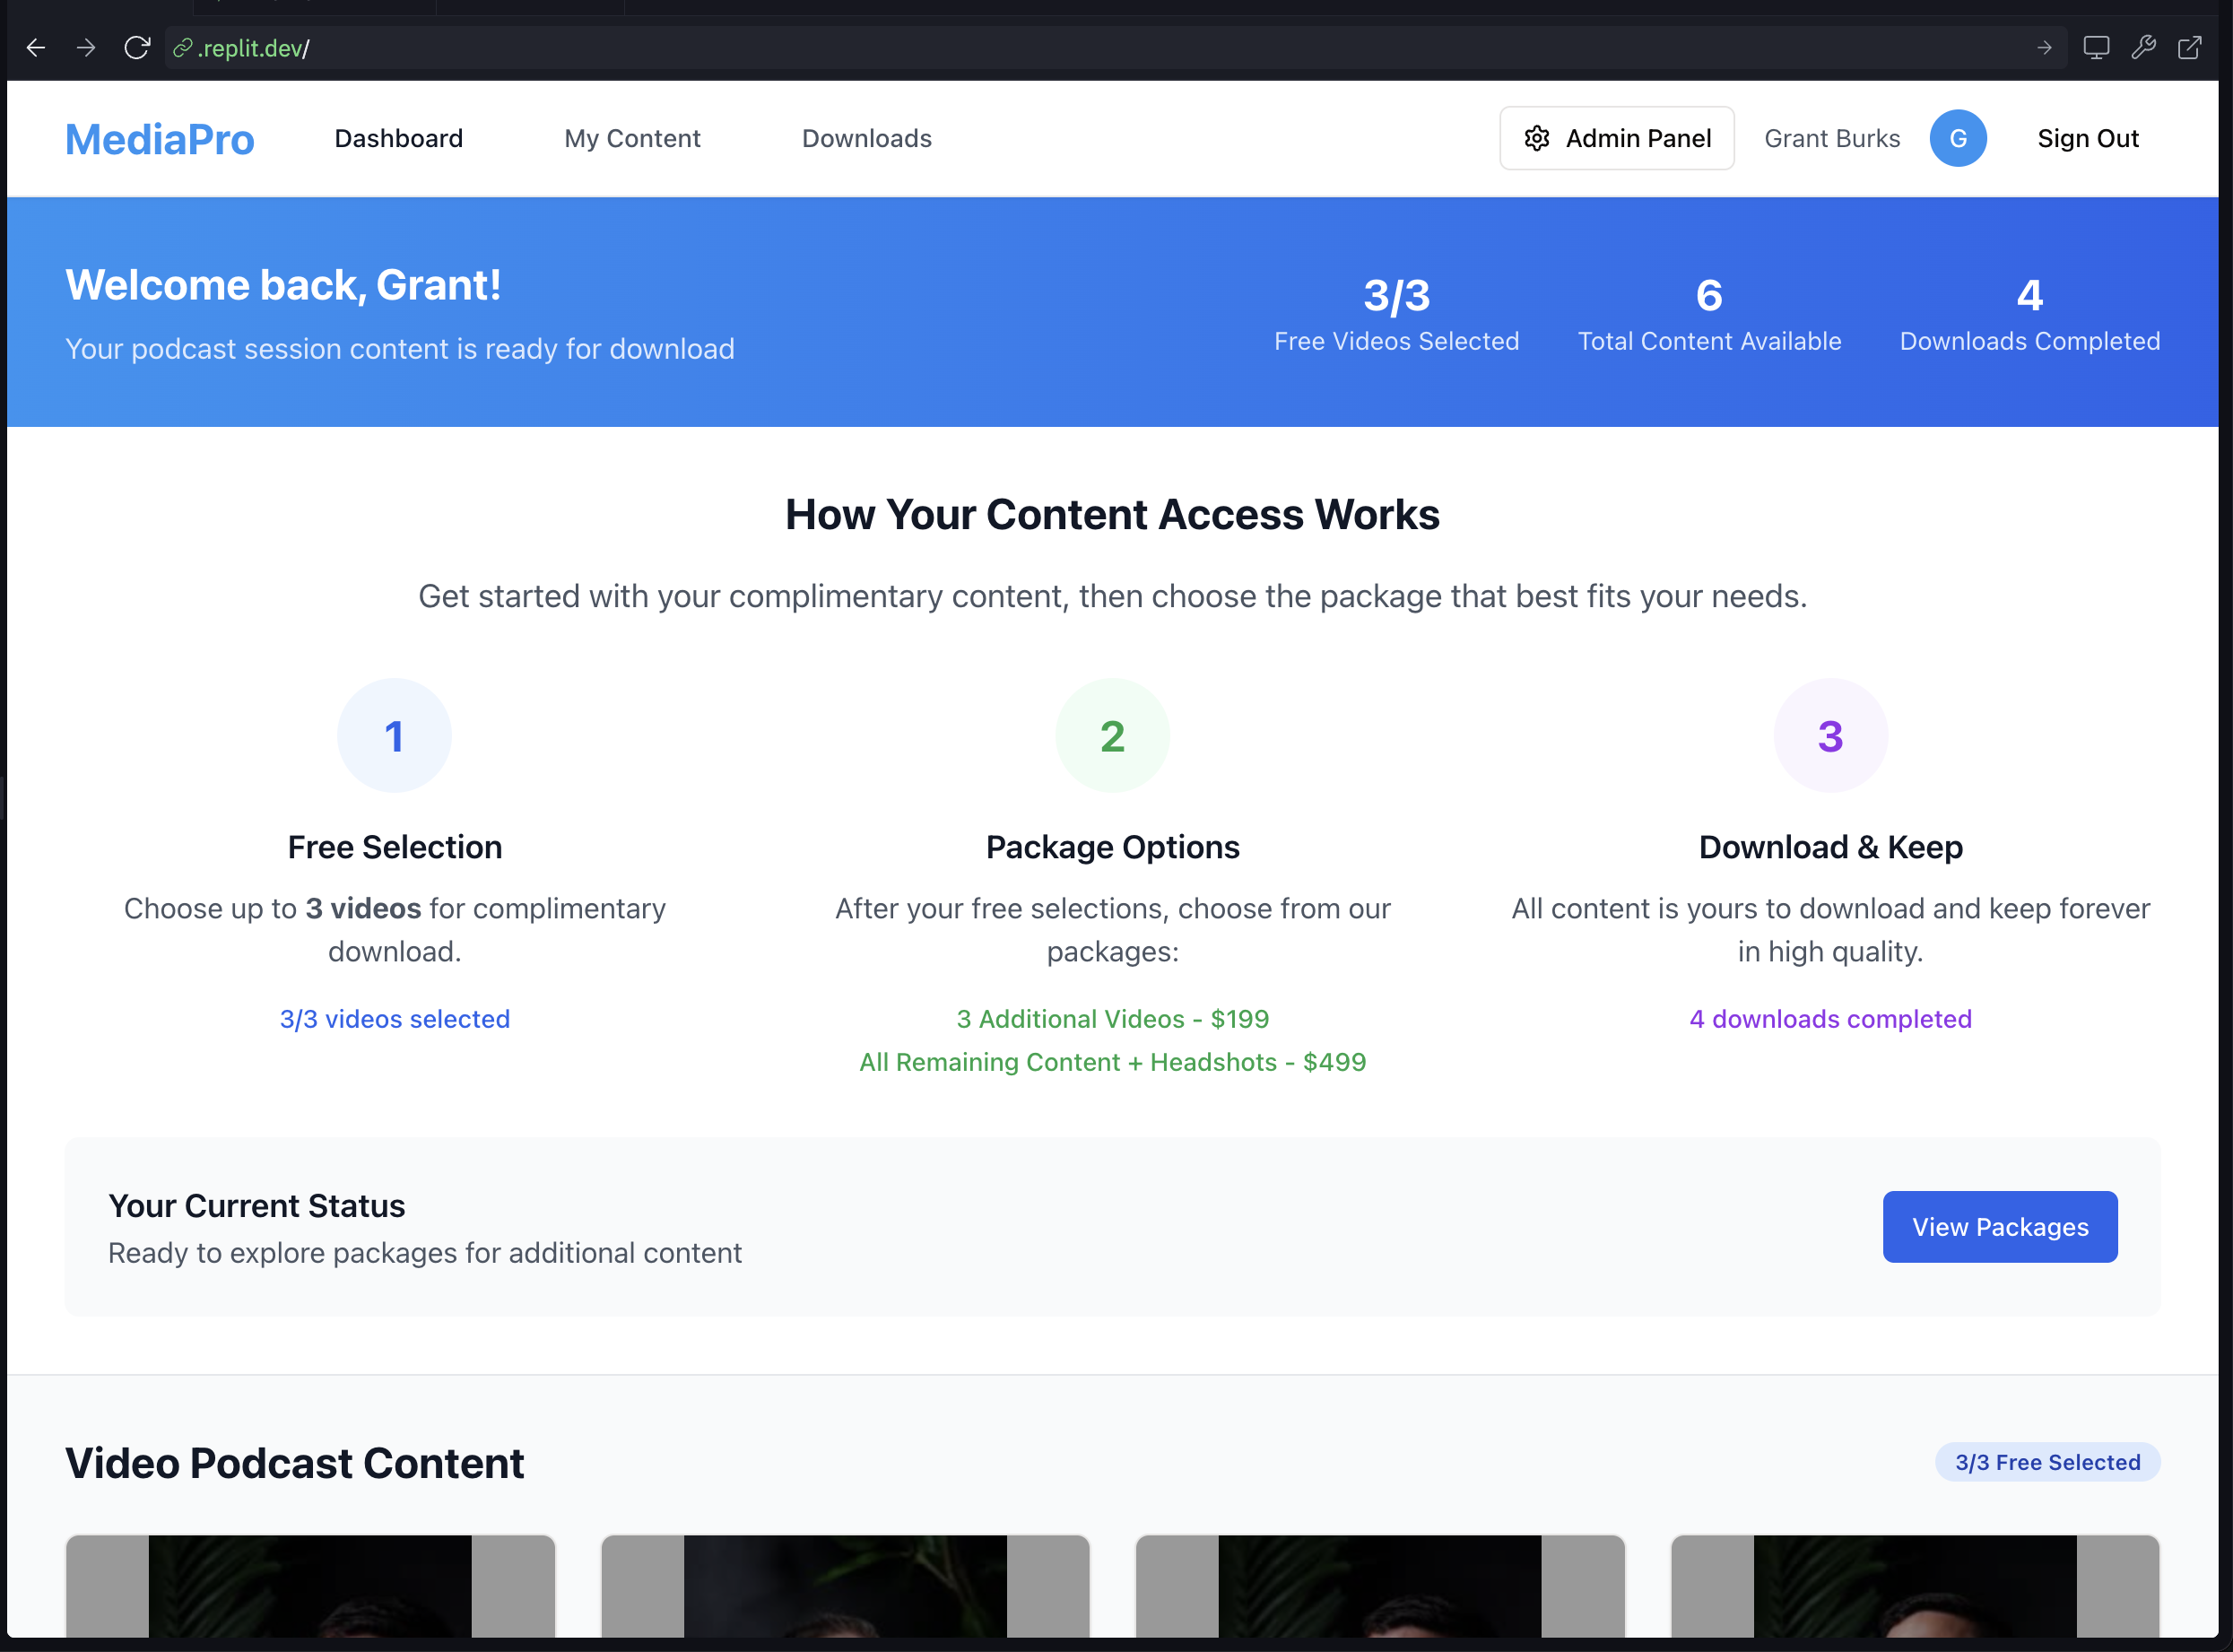 .replit.dev/
MediaPro
Dashboard
My Content
Downloads
Admin Panel
Grant Burks
G
Sign Out
Welcome back, Grant!
Your podcast session content is ready for download
3/3
Free Videos Selected
6
Total Content Available
4
Downloads Completed
How Your Content Access Works
Get started with your complimentary content, then choose the package that best fits your needs.
1
Free Selection
Choose up to 3 videos for complimentary
download.
3/3 videos selected
2
Package Options
After your free selections, choose from our
packages:
3 Additional Videos - $199
All Remaining Content + Headshots - $499
3
Download & Keep
All content is yours to download and keep forever
in high quality.
4 downloads completed
Your Current Status
Ready to explore packages for additional content
View Packages
Video Podcast Content
3/3 Free Selected